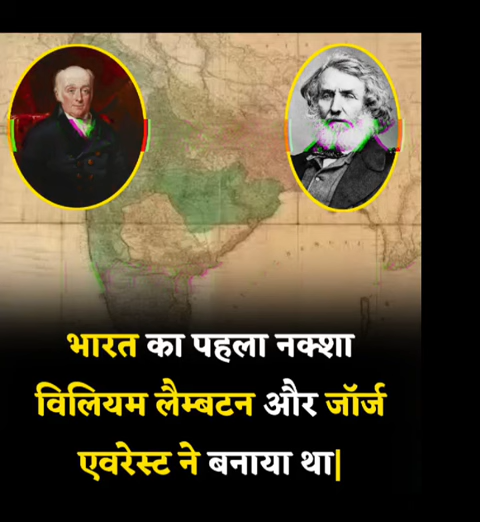 भारत का पहला नक्शा
विलियम लैम्बटन और जॉर्ज
एवरेस्ट ने बनाया था|